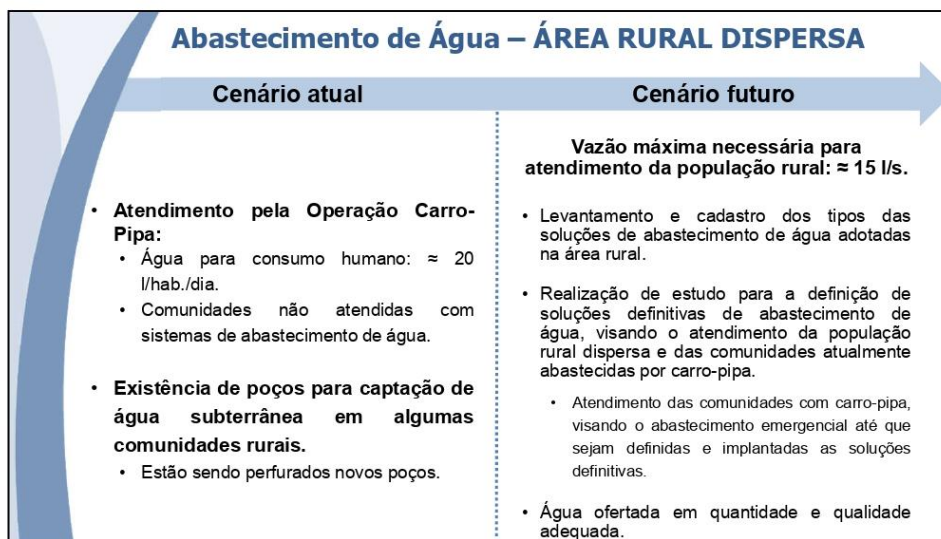 Abastecimento de Água – ÁREA RURAL DISPERSA
Cenário atual
• Atendimento pela Operação Carro-
Pipa:
• Água para consumo humano: ≈ 20
l/hab./dia.
• Comunidades não atendidas com
sistemas de abastecimento de água.
• Existência de poços para captação de
água subterrânea em algumas
comunidades rurais.
• Estão sendo perfurados novos poços.
Cenário futuro
Vazão máxima necessária para
atendimento da população rural: ≈ 15 l/s.
• Levantamento e cadastro dos tipos das
soluções de abastecimento de água adotadas
na área rural.
• Realização de estudo para a definição de
soluções definitivas de abastecimento de
água, visando o atendimento da população
rural dispersa e das comunidades atualmente
abastecidas por carro-pipa.
• Atendimento das comunidades com carro-pipa,
visando o abastecimento emergencial até que
sejam definidas e implantadas as soluções
definitivas.
• Água ofertada em quantidade e qualidade
adequada.